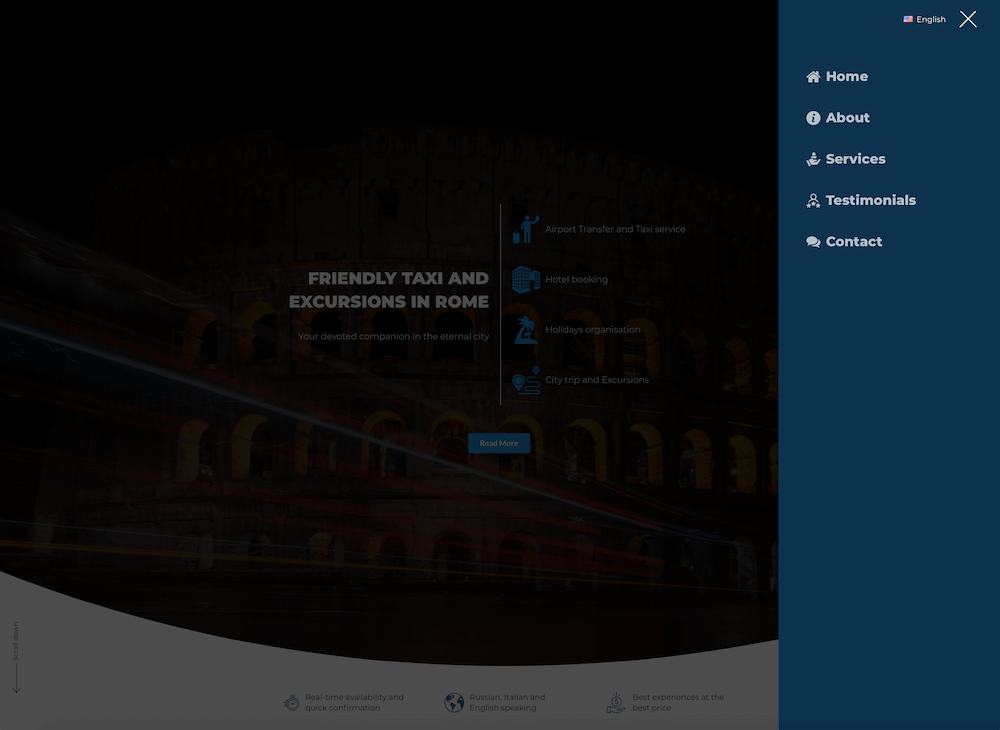 English
Home
About
Services
Testimonials
Contact
FRIENDLY TAXI AND
EXCURSIONS IN ROME
Your devoted companion in the eternal city
Airport Transfer and Taxi service
Hotel booking
Holidays organisation
City trip and Excursions
Read More
Scroll down
Real-time availability and
quick confirmation
Russian, Italian and
English speaking
Best experiences at the
best price